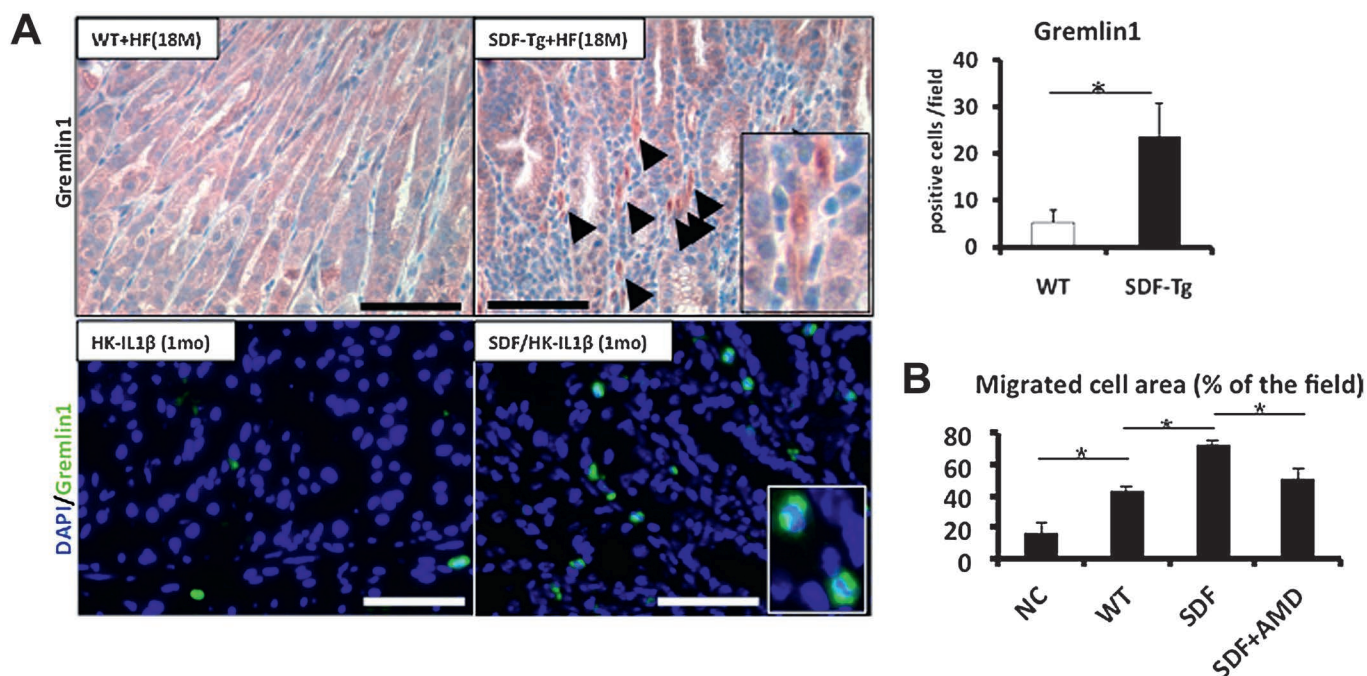 A
WT+HF(18M)
SDF-Tg+HF(18M)
Gremlin1
HK-IL1β (1mo)
SDF/HK-IL1β (1mo)
DAPI/Gremlin1
Gremlin1
positive cells/field
40
30
20
10
0
*
WT
SDF-Tg
B
Migrated cell area (% of the field)
80
60
40
20
0
*
*
*
NC
WT
SDF
SDF+AMD